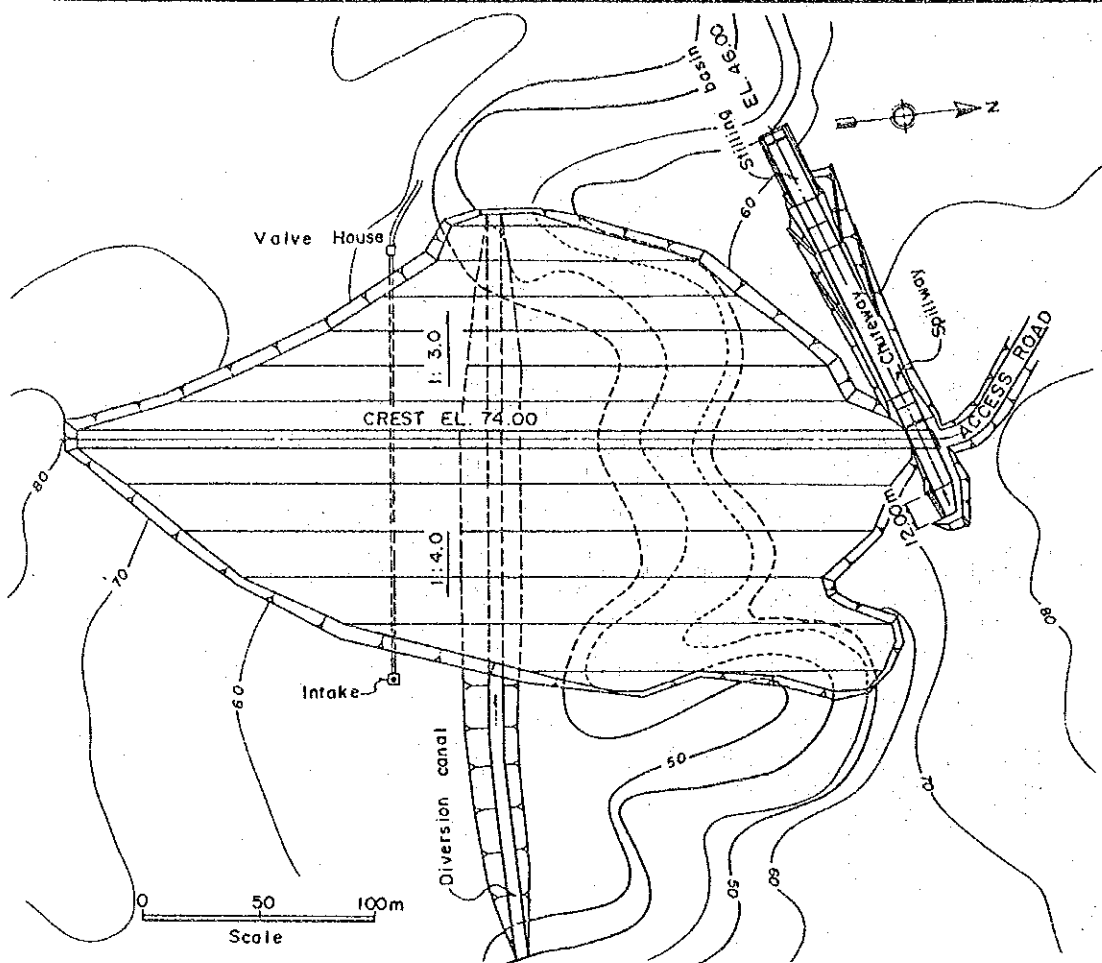 Stilling basin
EL. 46.00
N
60
Valve House
Spillway
Chuteway
ACCESS ROAD
1: 3.0
CREST EL. 74.00
80
12.00m
1:4.0
70
60
80
Intake
50
70
Diversion canal
50
60
0 50 100m
Scale